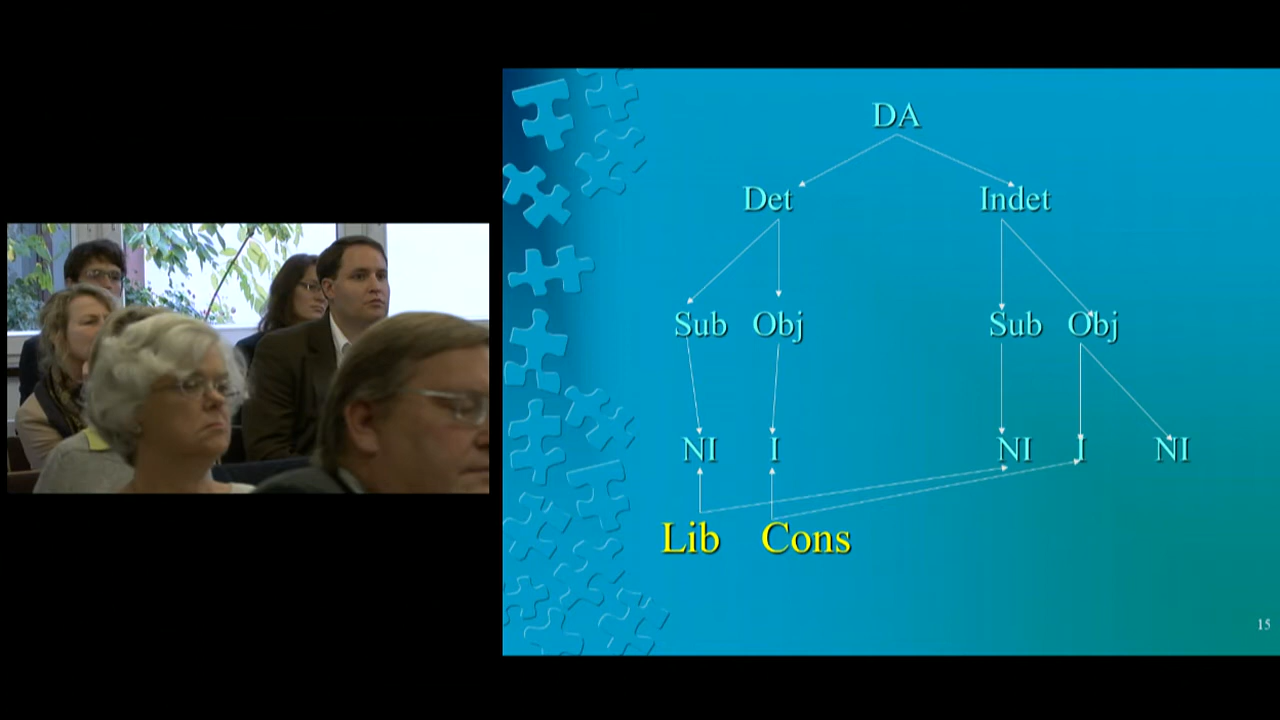 DA
Det Indet
Sub Obj Sub Obj
NI I NI I NI
Lib Cons
15